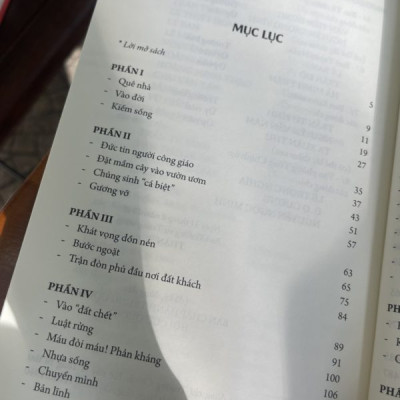 MỤC LỤC
* Lời mở sách 5
PHẦN I 9
- Quê nhà 11
- Vào đời 19
- Kiếm sống 27
PHẦN II 35
- Đức tin người công giáo 37
- Đặt mầm cây vào vườn ươm 43
- Chủng sinh "cá biệt" 51
- Gương vỡ 57
PHẦN III 63
- Khát vọng dồn nén 65
- Bước ngoặt 75
- Trận đòn phủ đầu nơi đất khách 84
PHẦN IV 89
- Vào "đất chết" 91
- Luật rừng 100
- Máu đòi máu! Phản kháng 106
- Nhựa sống
- Chuyển mình
- Bản lĩnh